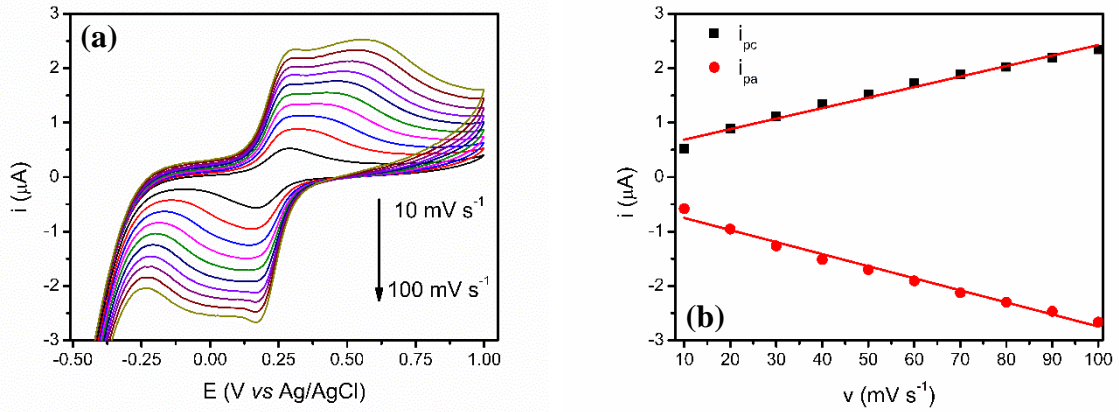 (a)
3
2
1
0
-1
-2
-3
i (μA)
10 mV s⁻¹
100 mV s⁻¹
-0.50 -0.25 0.00 0.25 0.50 0.75 1.00
E (V vs Ag/AgCl)
(b)
3
2
1
0
-1
-2
-3
i (μA)
i pc
i pa
10 20 30 40 50 60 70 80 90 100
v (mV s⁻¹)